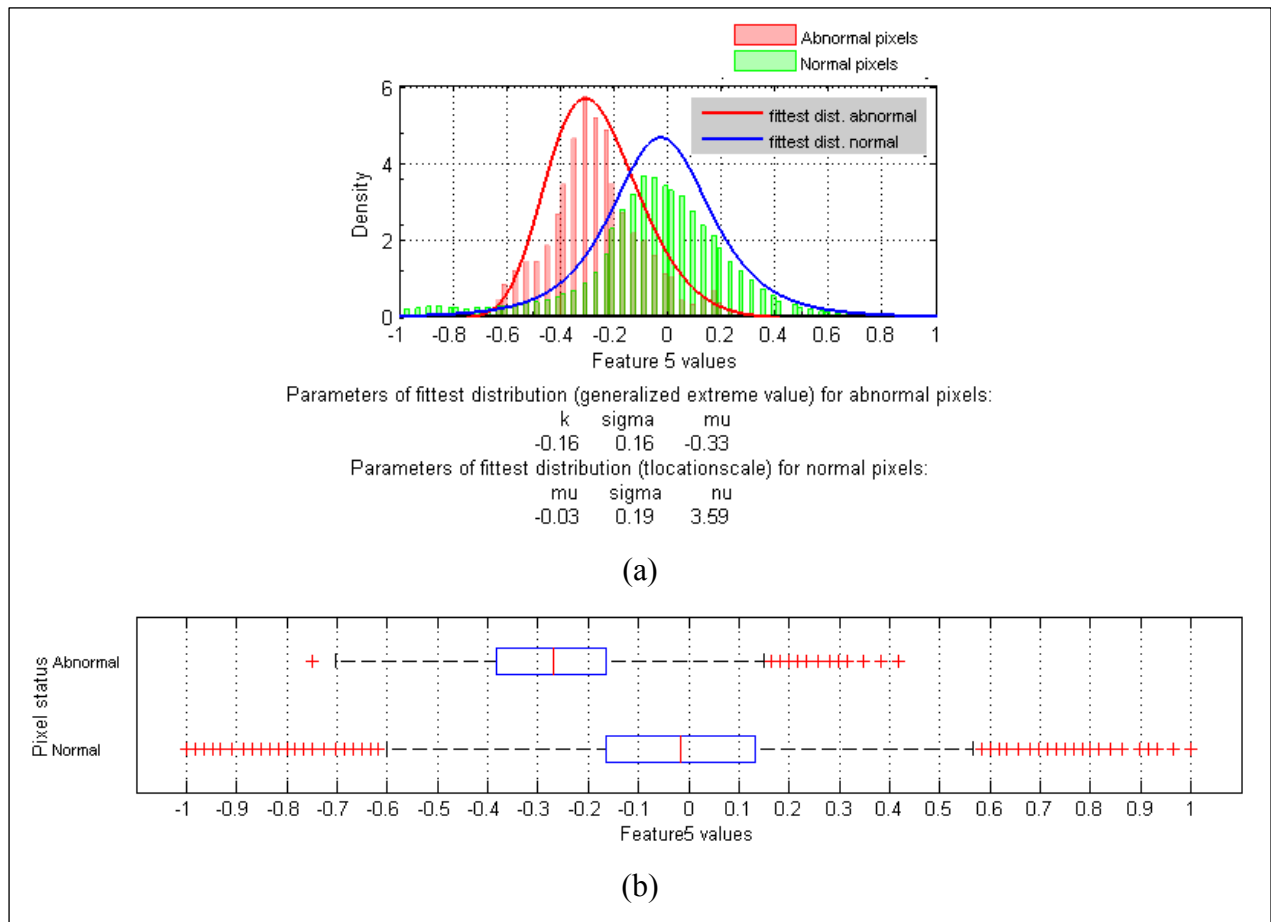 Abnormal pixels
Normal pixels
6
4
2
0
Density
fittest dist. abnormal
fittest dist. normal
-1 -0.8 -0.6 -0.4 -0.2 0 0.2 0.4 0.6 0.8 1
Feature 5 values
Parameters of fittest distribution (generalized extreme value) for abnormal pixels:
k sigma mu
-0.16 0.16 -0.33
Parameters of fittest distribution (tlocationscale) for normal pixels:
mu sigma nu
-0.03 0.19 3.59
(a)
Pixel status
Abnormal
Normal
-1 -0.9 -0.8 -0.7 -0.6 -0.5 -0.4 -0.3 -0.2 -0.1 0 0.1 0.2 0.3 0.4 0.5 0.6 0.7 0.8 0.9 1
Feature5 values
(b)